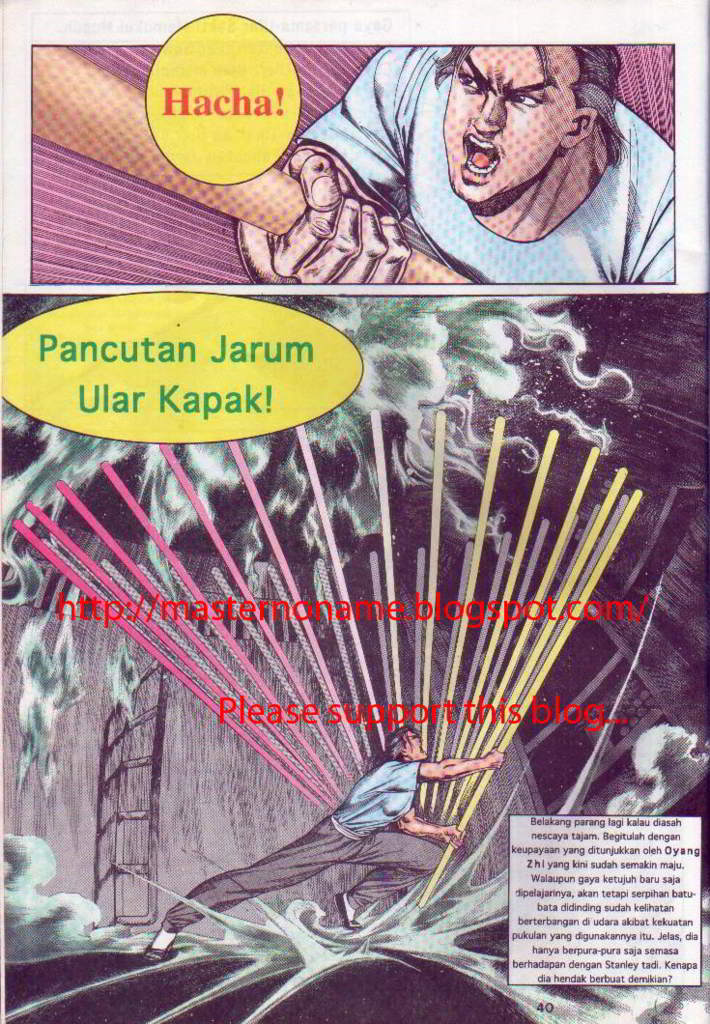 Hacha!
Pancutan Jarum
Ular Kapak!
http://masternoname.blogspot.com/
Please support this blog...
Belakang parang lagi kalau diasah
nescaya tajam. Begitulah dengan
keupayaan yang ditunjukkan oleh Oyang
Zhi yang kini sudah semakin maju.
Walaupun gaya ketujuh baru saja
dipelajarinya, akan tetapi serpihan batu-
bata didinding sudah kelihatan
berterbangan di udara akibat kekuatan
pukulan yang digunakannya itu. Jelas, dia
hanya berpura-pura saja semasa
berhadapan dengan Stanley tadi. Kenapa
dia hendak berbuat demikian?
40